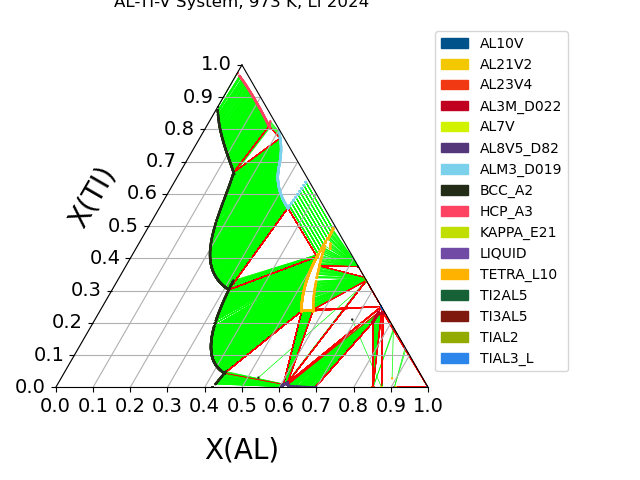 AL-TI-V System, 973 K, Li 2024
AL10V
AL21V2
AL23V4
AL3M_D022
AL7V
AL8V5_D82
ALM3_D019
BCC_A2
HCP_A3
KAPPA_E21
LIQUID
TETRA_L10
TI2AL5
TI3AL5
TIAL2
TIAL3_L
1.0
0.9
0.8
0.7
0.6
0.5
0.4
0.3
0.2
0.1
0.0
X(TI)
0.0 0.1 0.2 0.3 0.4 0.5 0.6 0.7 0.8 0.9 1.0
X(AL)